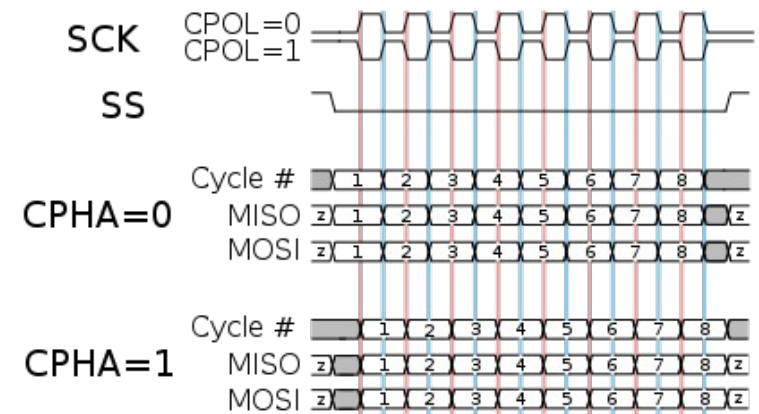 SCK CPOL=0
CPOL=1
SS
Cycle # 1 2 3 4 5 6 7 8
CPHA=0 MISO z 1 2 3 4 5 6 7 8 z
MOSI z 1 2 3 4 5 6 7 8 z
Cycle # 1 2 3 4 5 6 7 8
CPHA=1 MISO z 1 2 3 4 5 6 7 8 z
MOSI z 1 2 3 4 5 6 7 8 z